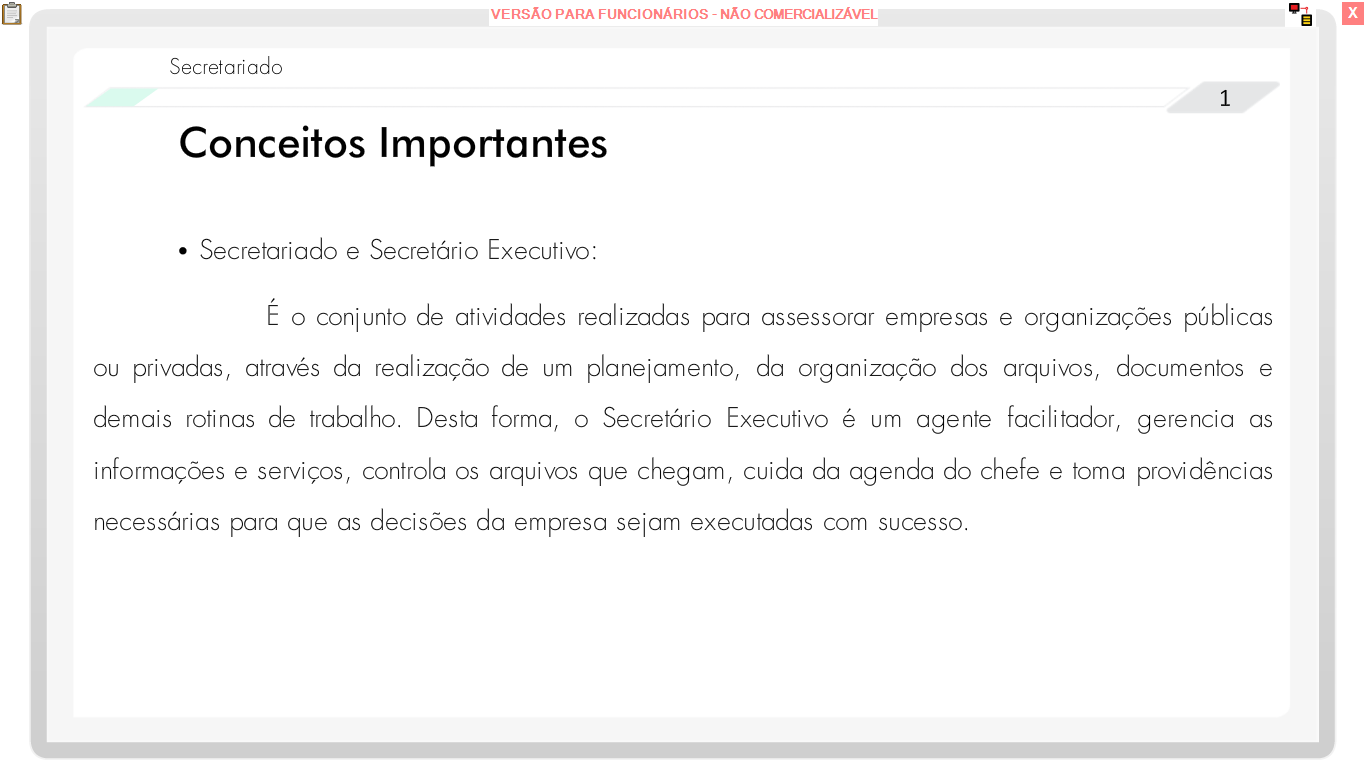 VERSÃO PARA FUNCIONÁRIOS - NÃO COMERCIALIZÁVEL
X
Secretariado
1
Conceitos Importantes
• Secretariado e Secretário Executivo:
É o conjunto de atividades realizadas para assessorar empresas e organizações públicas
ou privadas, através da realização de um planejamento, da organização dos arquivos, documentos e
demais rotinas de trabalho. Desta forma, o Secretário Executivo é um agente facilitador, gerencia as
informações e serviços, controla os arquivos que chegam, cuida da agenda do chefe e toma providências
necessárias para que as decisões da empresa sejam executadas com sucesso.